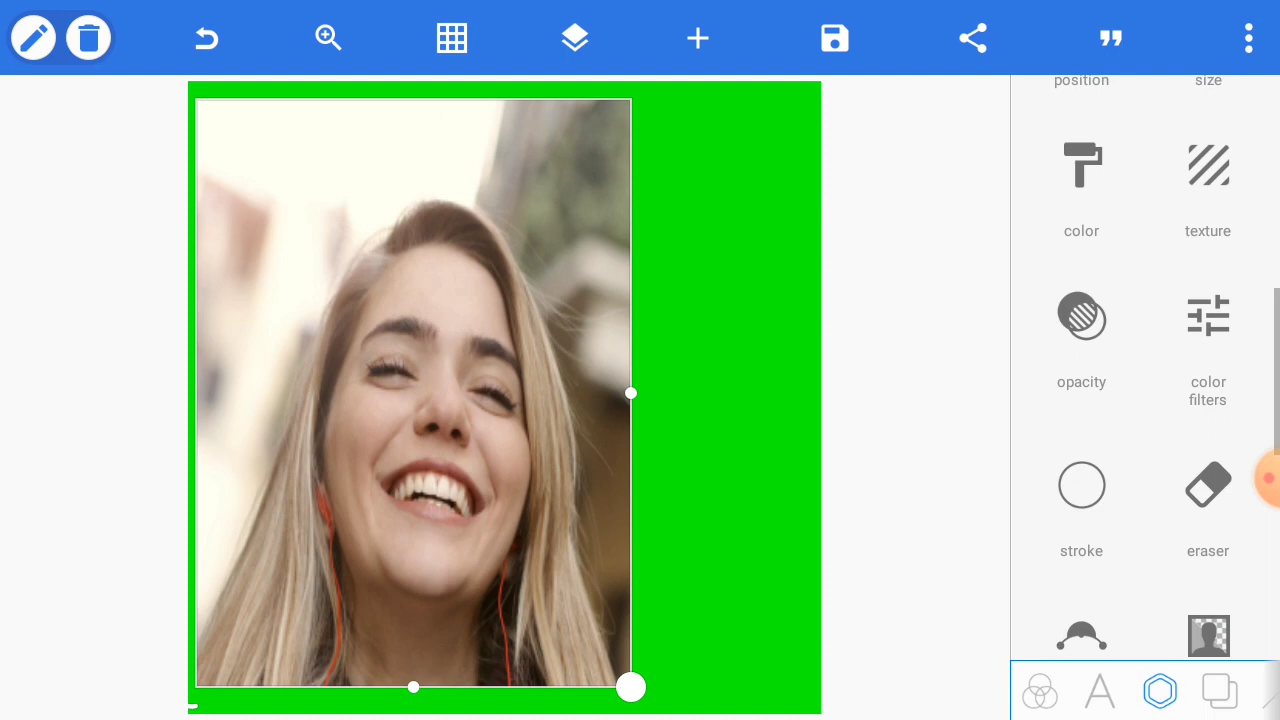 position size
color texture
opacity color
filters
stroke eraser